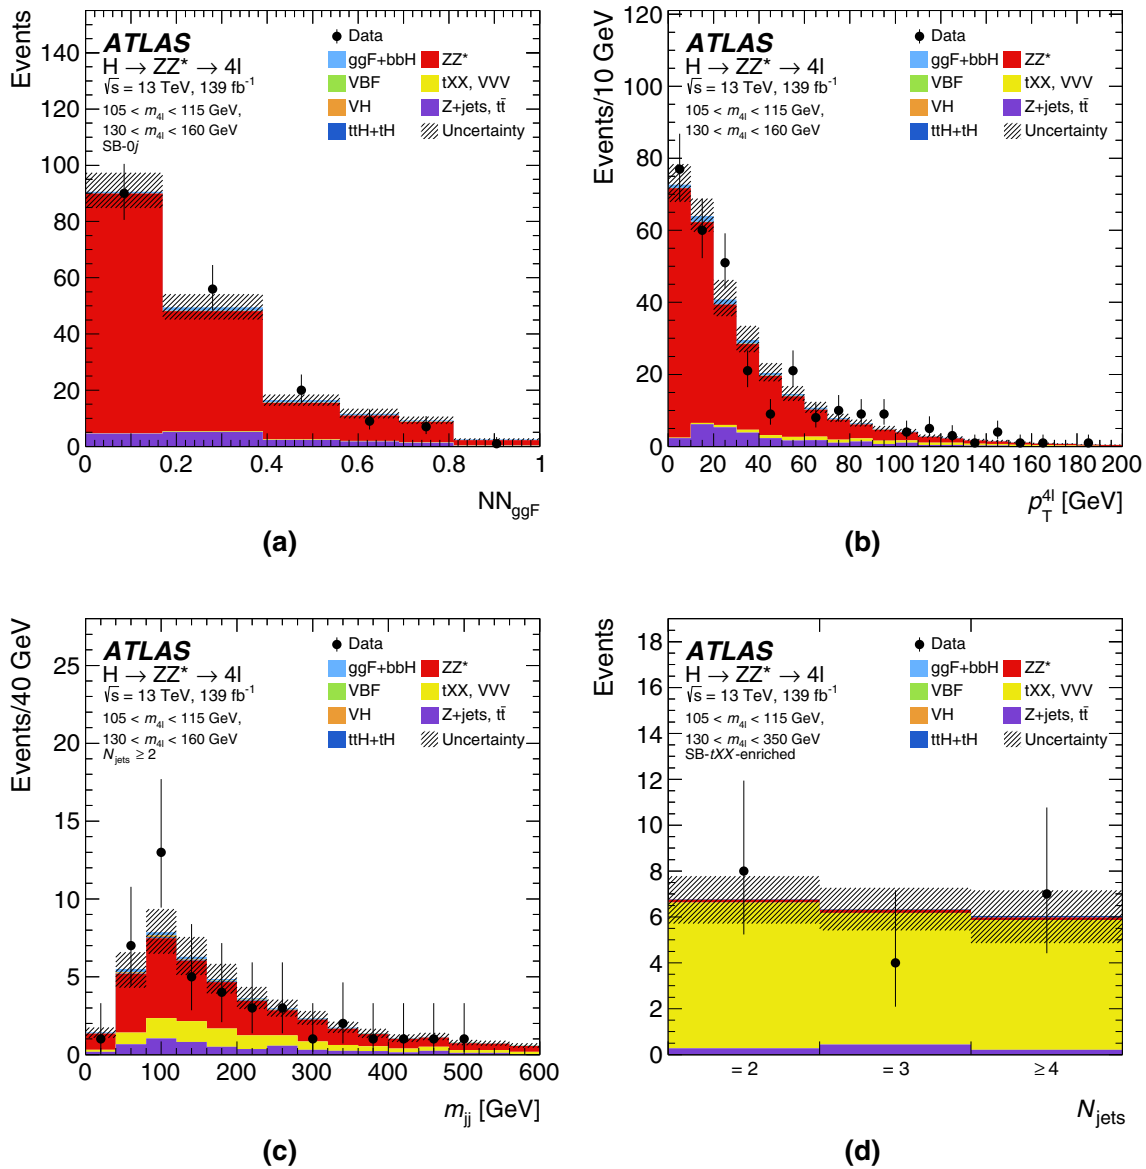 Events
140
120
100
80
60
40
20
0
ATLAS
H → ZZ* → 4l
√s = 13 TeV, 139 fb⁻¹
105 < m4l < 115 GeV,
130 < m4l < 160 GeV
SB-0j
Data
ggF+bbH ZZ*
VBF tXX, VVV
VH Z+jets, tt̄
ttH+tH Uncertainty
0 0.2 0.4 0.6 0.8 1
NNggF
(a)
Events/10 GeV
120
100
80
60
40
20
0
ATLAS
H → ZZ* → 4l
√s = 13 TeV, 139 fb⁻¹
105 < m4l < 115 GeV,
130 < m4l < 160 GeV
Data
ggF+bbH ZZ*
VBF tXX, VVV
VH Z+jets, tt̄
ttH+tH Uncertainty
0 20 40 60 80 100 120 140 160 180 200
pT4l [GeV]
(b)
Events/40 GeV
25
20
15
10
5
0
ATLAS
H → ZZ* → 4l
√s = 13 TeV, 139 fb⁻¹
105 < m4l < 115 GeV,
130 < m4l < 160 GeV
Njets ≥ 2
Data
ggF+bbH ZZ*
VBF tXX, VVV
VH Z+jets, tt̄
ttH+tH Uncertainty
0 100 200 300 400 500 600
mjj [GeV]
(c)
Events
18
16
14
12
10
8
6
4
2
0
ATLAS
H → ZZ* → 4l
√s = 13 TeV, 139 fb⁻¹
105 < m4l < 115 GeV,
130 < m4l < 350 GeV
SB-tXX-enriched
Data
ggF+bbH ZZ*
VBF tXX, VVV
VH Z+jets, tt̄
ttH+tH Uncertainty
= 2 = 3 ≥ 4
Njets
(d)